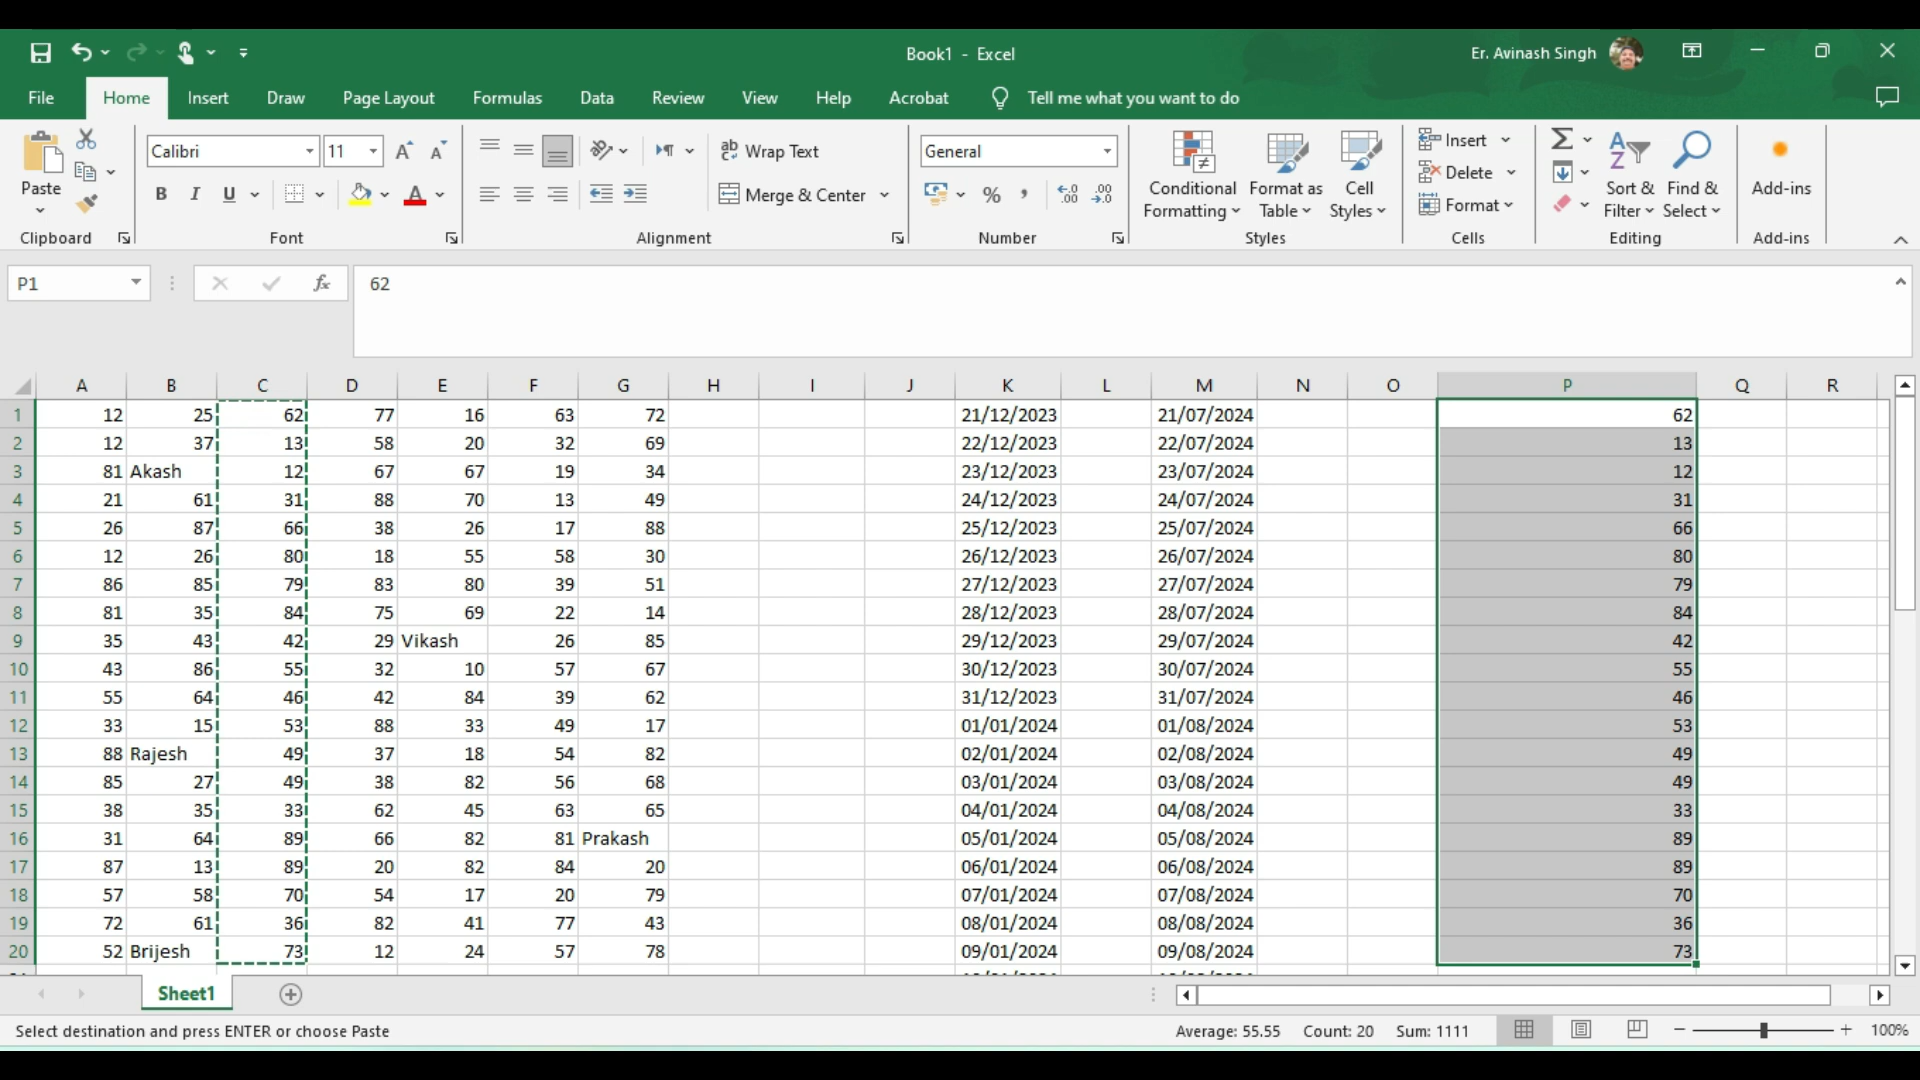 Book1 - Excel
Er. Avinash Singh
File Home Insert Draw Page Layout Formulas Data Review View Help Acrobat Tell me what you want to do
Paste
Clipboard
Calibri 11
B I U
Font
Wrap Text
Merge & Center
Alignment
General
Number
Conditional Formatting
Format as Table
Cell Styles
Styles
Insert
Delete
Format
Cells
Sort & Filter
Find & Select
Editing
Add-ins
Add-ins
P1 fx 62
A B C D E F G H I J K L M N O P Q R
1 12 25 62 77 16 63 72 21/12/2023 21/07/2024 62
2 12 37 13 58 20 32 69 22/12/2023 22/07/2024 13
3 81 Akash 12 67 67 19 34 23/12/2023 23/07/2024 12
4 21 61 31 88 70 13 49 24/12/2023 24/07/2024 31
5 26 87 66 38 26 17 88 25/12/2023 25/07/2024 66
6 12 26 80 18 55 58 30 26/12/2023 26/07/2024 80
7 86 85 79 83 80 39 51 27/12/2023 27/07/2024 79
8 81 35 84 75 69 22 14 28/12/2023 28/07/2024 84
9 35 43 42 29 Vikash 26 85 29/12/2023 29/07/2024 42
10 43 86 55 32 10 57 67 30/12/2023 30/07/2024 55
11 55 64 46 42 84 39 62 31/12/2023 31/07/2024 46
12 33 15 53 88 33 49 17 01/01/2024 01/08/2024 53
13 88 Rajesh 49 37 18 54 82 02/01/2024 02/08/2024 49
14 85 27 49 38 82 56 68 03/01/2024 03/08/2024 49
15 38 35 33 62 45 63 65 04/01/2024 04/08/2024 33
16 31 64 89 66 82 81 Prakash 05/01/2024 05/08/2024 89
17 87 13 89 20 82 84 20 06/01/2024 06/08/2024 89
18 57 58 70 54 17 20 79 07/01/2024 07/08/2024 70
19 72 61 36 82 41 77 43 08/01/2024 08/08/2024 36
20 52 Brijesh 73 12 24 57 78 09/01/2024 09/08/2024 73
Sheet1
Select destination and press ENTER or choose Paste Average: 55.55 Count: 20 Sum: 1111 100%